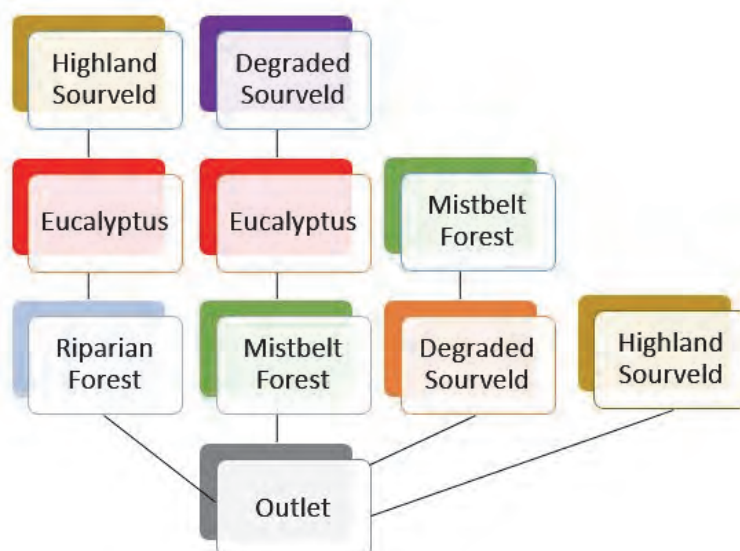 Highland
Sourveld
Degraded
Sourveld
Eucalyptus
Eucalyptus
Mistbelt
Forest
Riparian
Forest
Mistbelt
Forest
Degraded
Sourveld
Highland
Sourveld
Outlet